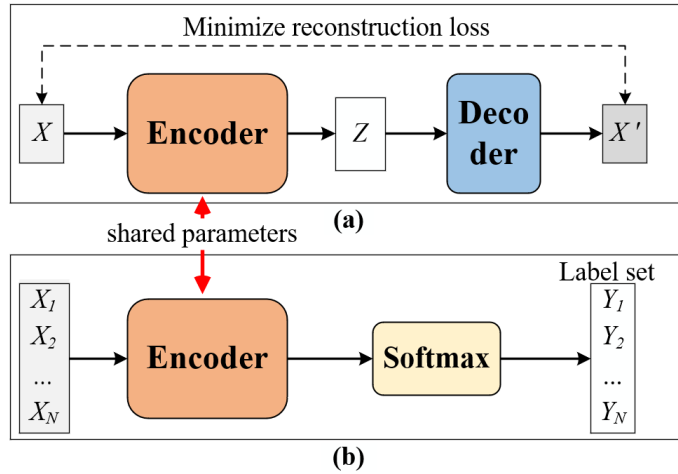 Minimize reconstruction loss
X
Encoder
Z
Deco
der
X'
(a)
shared parameters
Label set
X1
X2
...
XN
Encoder
Softmax
Y1
Y2
...
YN
(b)